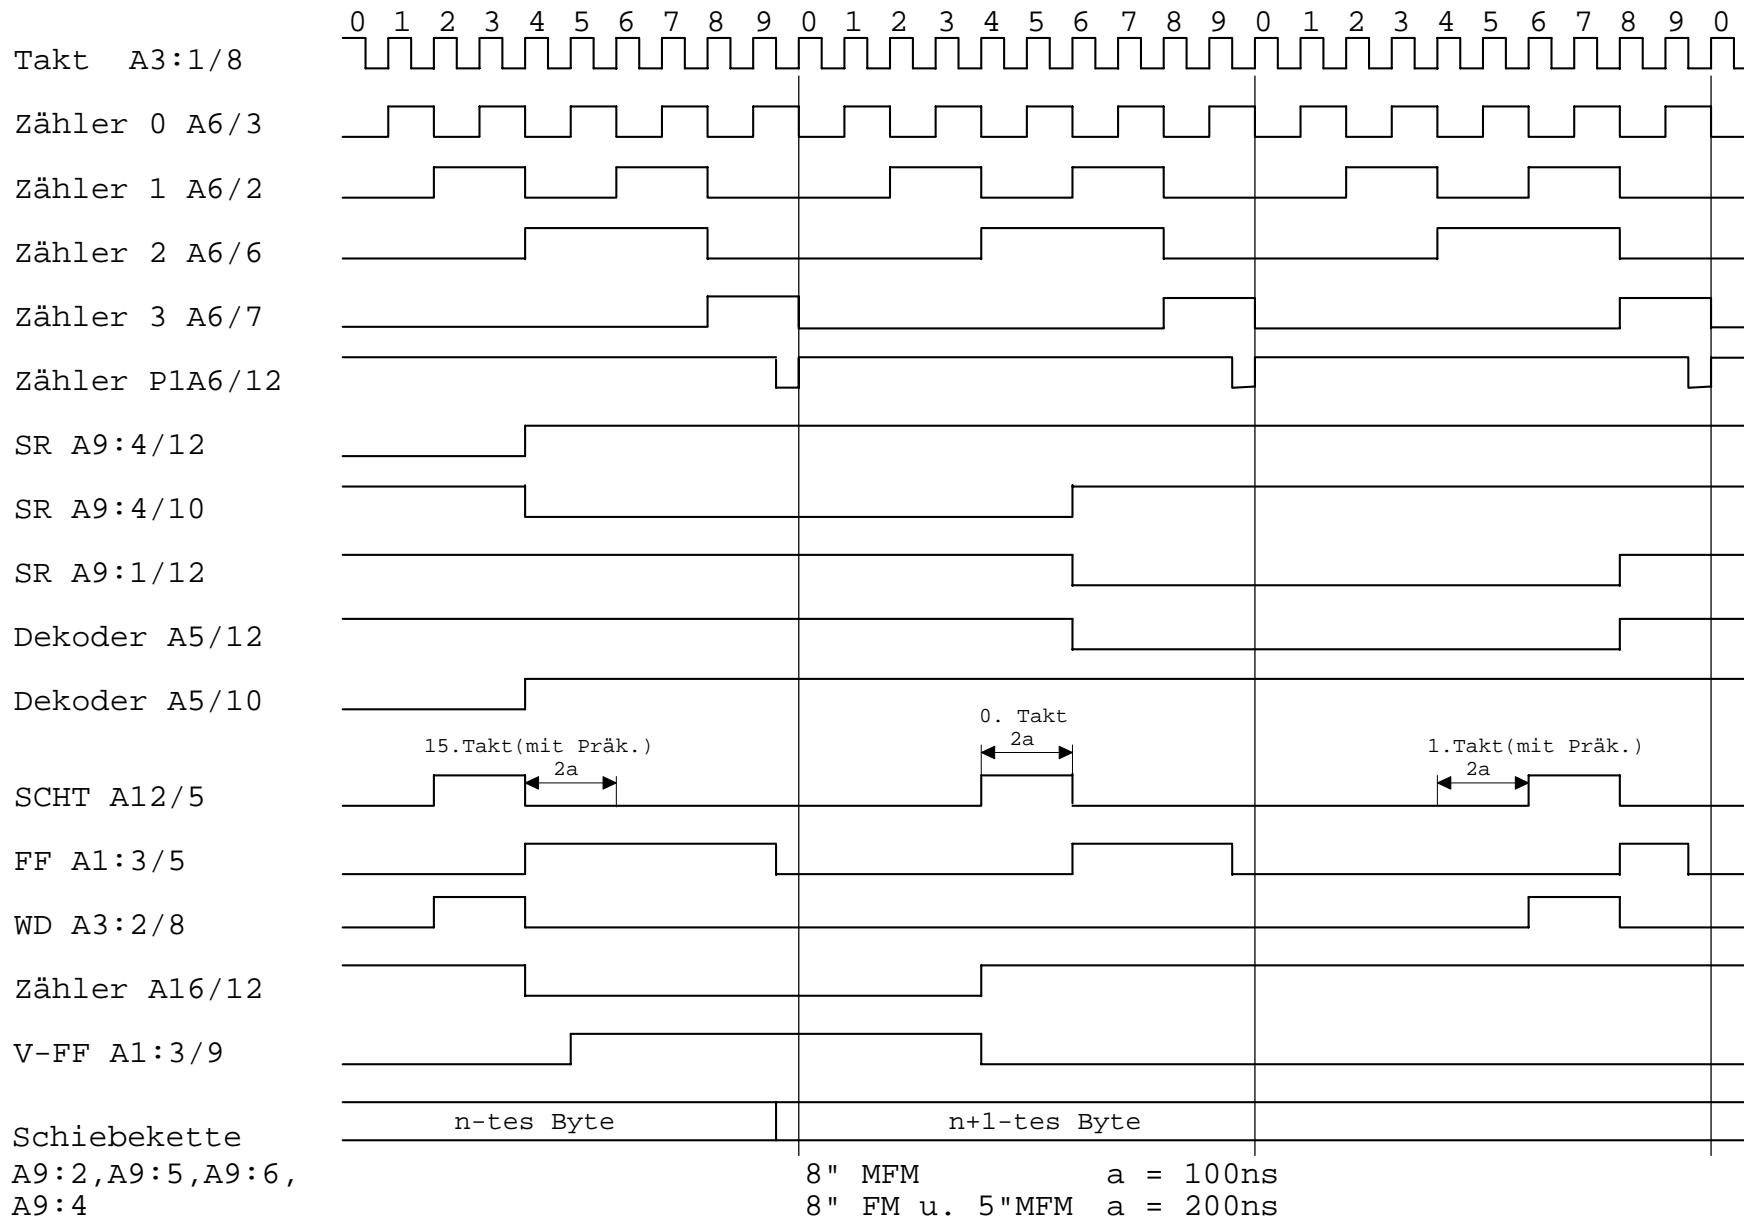 0 1 2 3 4 5 6 7 8 9 0 1 2 3 4 5 6 7 8 9 0 1 2 3 4 5 6 7 8 9 0
Takt A3:1/8
Zähler 0 A6/3
Zähler 1 A6/2
Zähler 2 A6/6
Zähler 3 A6/7
Zähler P1A6/12
SR A9:4/12
SR A9:4/10
SR A9:1/12
Dekoder A5/12
Dekoder A5/10
0. Takt
2a
15.Takt(mit Präk.)
2a
1.Takt(mit Präk.)
2a
SCHT A12/5
FF A1:3/5
WD A3:2/8
Zähler A16/12
V-FF A1:3/9
n-tes Byte n+1-tes Byte
Schiebekette
A9:2,A9:5,A9:6,
A9:4
8" MFM a = 100ns
8" FM u. 5"MFM a = 200ns